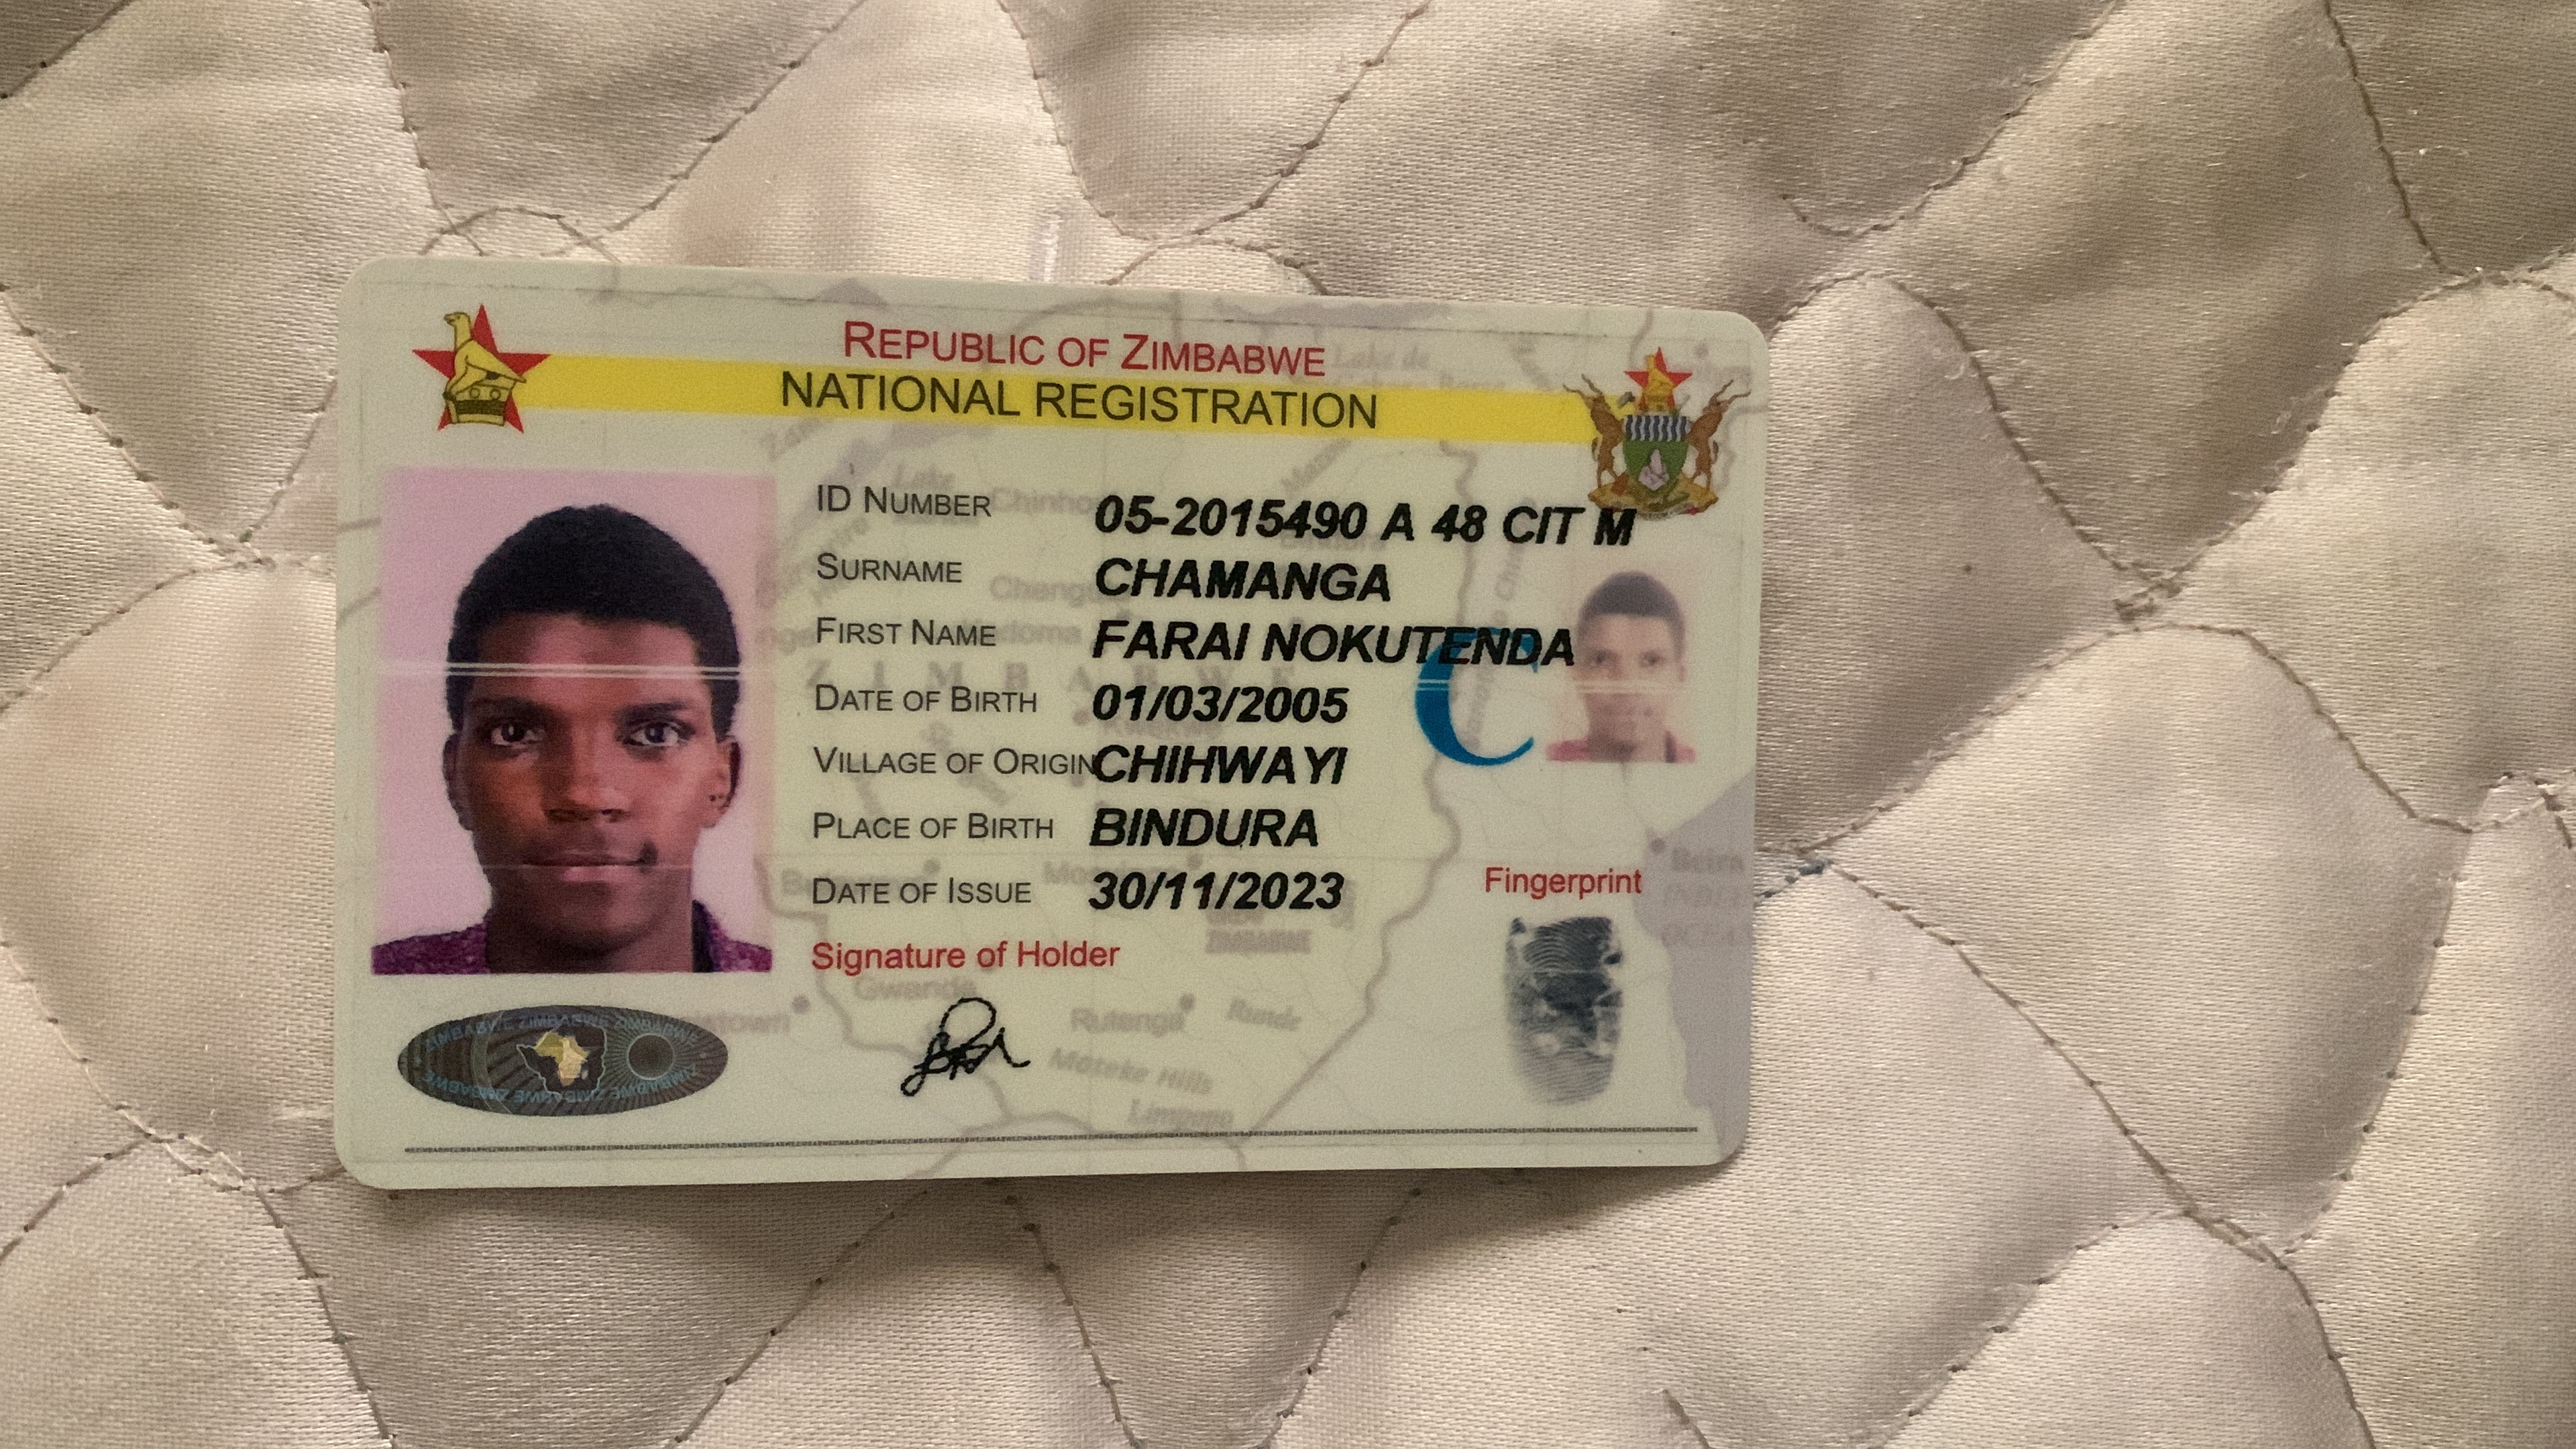 REPUBLIC OF ZIMBABWE
NATIONAL REGISTRATION
ID NUMBER 05-2015490 A 48 CIT M
SURNAME CHAMANGA
FIRST NAME FARAI NOKUTENDA
DATE OF BIRTH 01/03/2005
VILLAGE OF ORIGIN CHIHWAYI
PLACE OF BIRTH BINDURA
DATE OF ISSUE 30/11/2023
Signature of Holder
Fingerprint